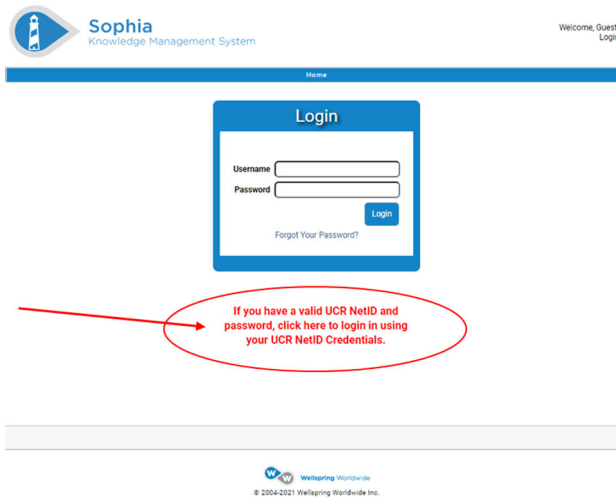 Sophia
Knowledge Management System
Welcome, Guest
Login
Home
Login
Username
Password
Login
Forgot Your Password?
If you have a valid UCR NetID and
password, click here to login in using
your UCR NetID Credentials.
W W Wellspring Worldwide
© 2004-2021 Wellspring Worldwide Inc.